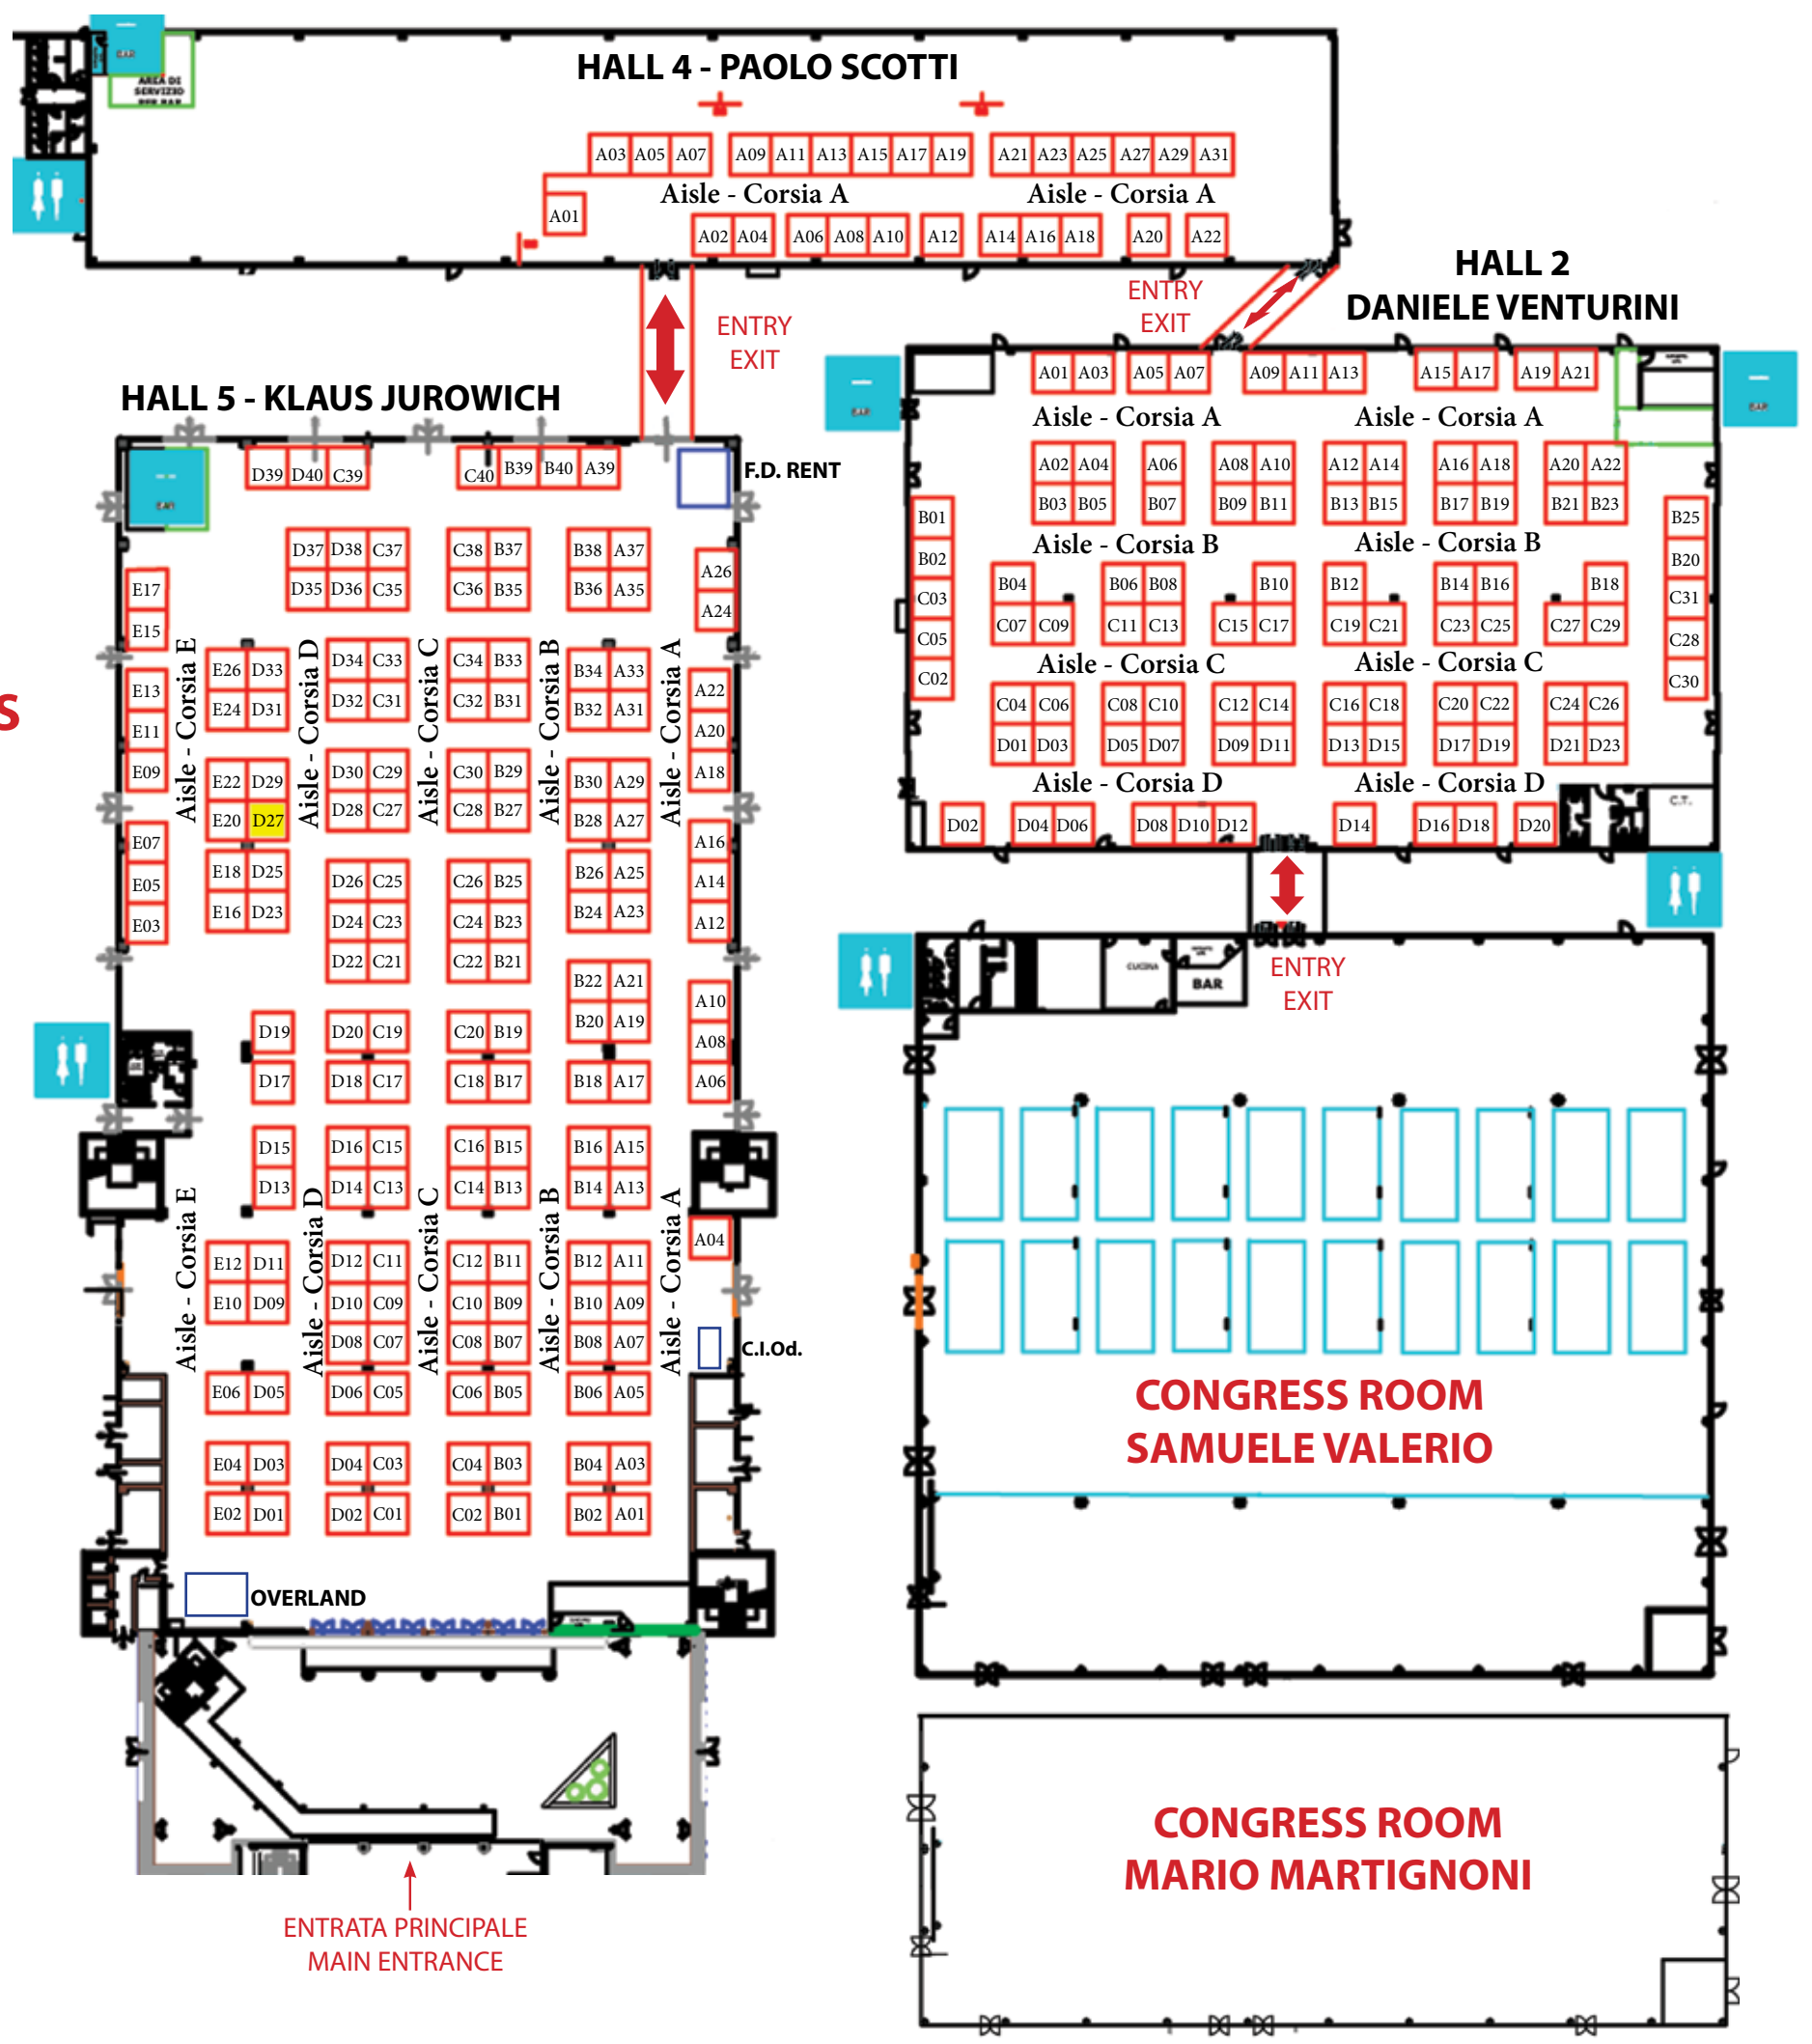 BAR
AREA DI
SERVIZIO
PER BAR
HALL 4 - PAOLO SCOTTI
A03 A05 A07 A09 A11 A13 A15 A17 A19 A21 A23 A25 A27 A29 A31
Aisle - Corsia A Aisle - Corsia A
A01
A02 A04 A06 A08 A10 A12 A14 A16 A18 A20 A22
ENTRY
EXIT
ENTRY
EXIT
HALL 2
DANIELE VENTURINI
BAR
BAR
A01 A03 A05 A07 A09 A11 A13 A15 A17 A19 A21
Aisle - Corsia A Aisle - Corsia A
A02 A04 A06 A08 A10 A12 A14 A16 A18 A20 A22
B03 B05 B07 B09 B11 B13 B15 B17 B19 B21 B23
B01
B02
C03
C05
C02
B25
B20
C31
C28
C30
Aisle - Corsia B Aisle - Corsia B
B04 B06 B08 B10 B12 B14 B16 B18
C07 C09 C11 C13 C15 C17 C19 C21 C23 C25 C27 C29
Aisle - Corsia C Aisle - Corsia C
C04 C06 C08 C10 C12 C14 C16 C18 C20 C22 C24 C26
D01 D03 D05 D07 D09 D11 D13 D15 D17 D19 D21 D23
Aisle - Corsia D Aisle - Corsia D
C.T.
D02 D04 D06 D08 D10 D12 D14 D16 D18 D20
HALL 5 - KLAUS JUROWICH
F.D. RENT
BAR
D39 D40 C39 C40 B39 B40 A39
D37 D38 C37 C38 B37 B38 A37
D35 D36 C35 C36 B35 B36 A35
A26
A24
E17
E15
Aisle - Corsia E
Aisle - Corsia D
Aisle - Corsia C
Aisle - Corsia B
Aisle - Corsia A
E26 D33 D34 C33 C34 B33 B34 A33
E24 D31 D32 C31 C32 B31 B32 A31
E13
E11
E09
A22
A20
A18
S
E22 D29 D30 C29 C30 B29 B30 A29
E20 D27 D28 C27 C28 B27 B28 A27
E07
E05
E03
A16
A14
A12
E18 D25 D26 C25 C26 B25 B26 A25
E16 D23 D24 C23 C24 B23 B24 A23
D22 C21 C22 B21 B22 A21
B20 A19
A10
A08
A06
D19 D20 C19 C20 B19
D17 D18 C17 C18 B17 B18 A17
D15 D16 C15 C16 B15 B16 A15
D13 D14 C13 C14 B13 B14 A13
Aisle - Corsia E
Aisle - Corsia D
Aisle - Corsia C
Aisle - Corsia B
Aisle - Corsia A
A04
E12 D11 D12 C11 C12 B11 B12 A11
E10 D09 D10 C09 C10 B09 B10 A09
D08 C07 C08 B07 B08 A07
C.I.Od.
E06 D05 D06 C05 C06 B05 B06 A05
E04 D03 D04 C03 C04 B03 B04 A03
E02 D01 D02 C01 C02 B01 B02 A01
OVERLAND
ENTRATA PRINCIPALE
MAIN ENTRANCE
CUCINA
BAR
ENTRY
EXIT
CONGRESS ROOM
SAMUELE VALERIO
CONGRESS ROOM
MARIO MARTIGNONI